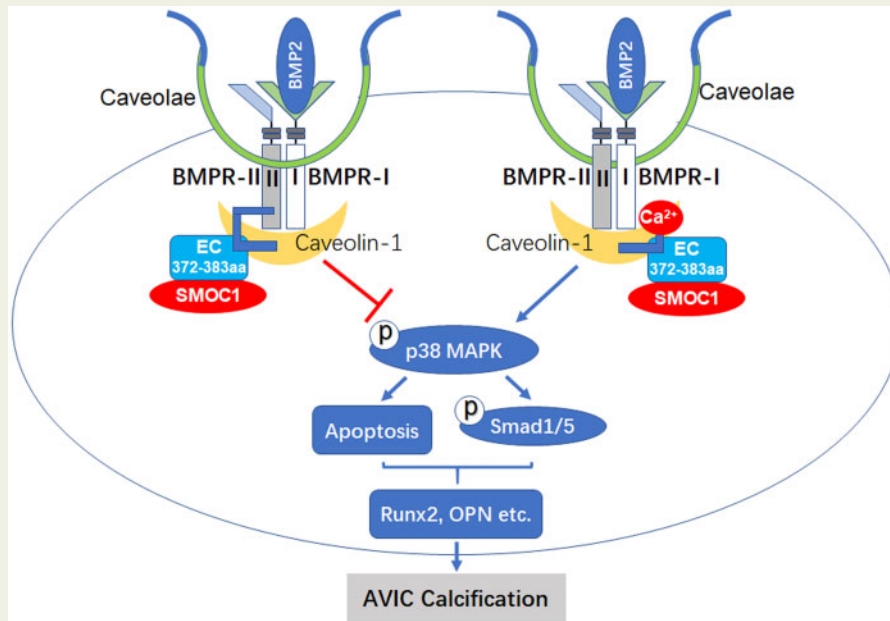 BMP2
BMP2
Caveolae
Caveolae
BMPR-II II I BMPR-I
BMPR-II II I BMPR-I
Ca²⁺
Caveolin-1
Caveolin-1
EC
372-383aa
SMOC1
EC
372-383aa
SMOC1
p
p38 MAPK
Apoptosis
p
Smad1/5
Runx2, OPN etc.
AVIC Calcification